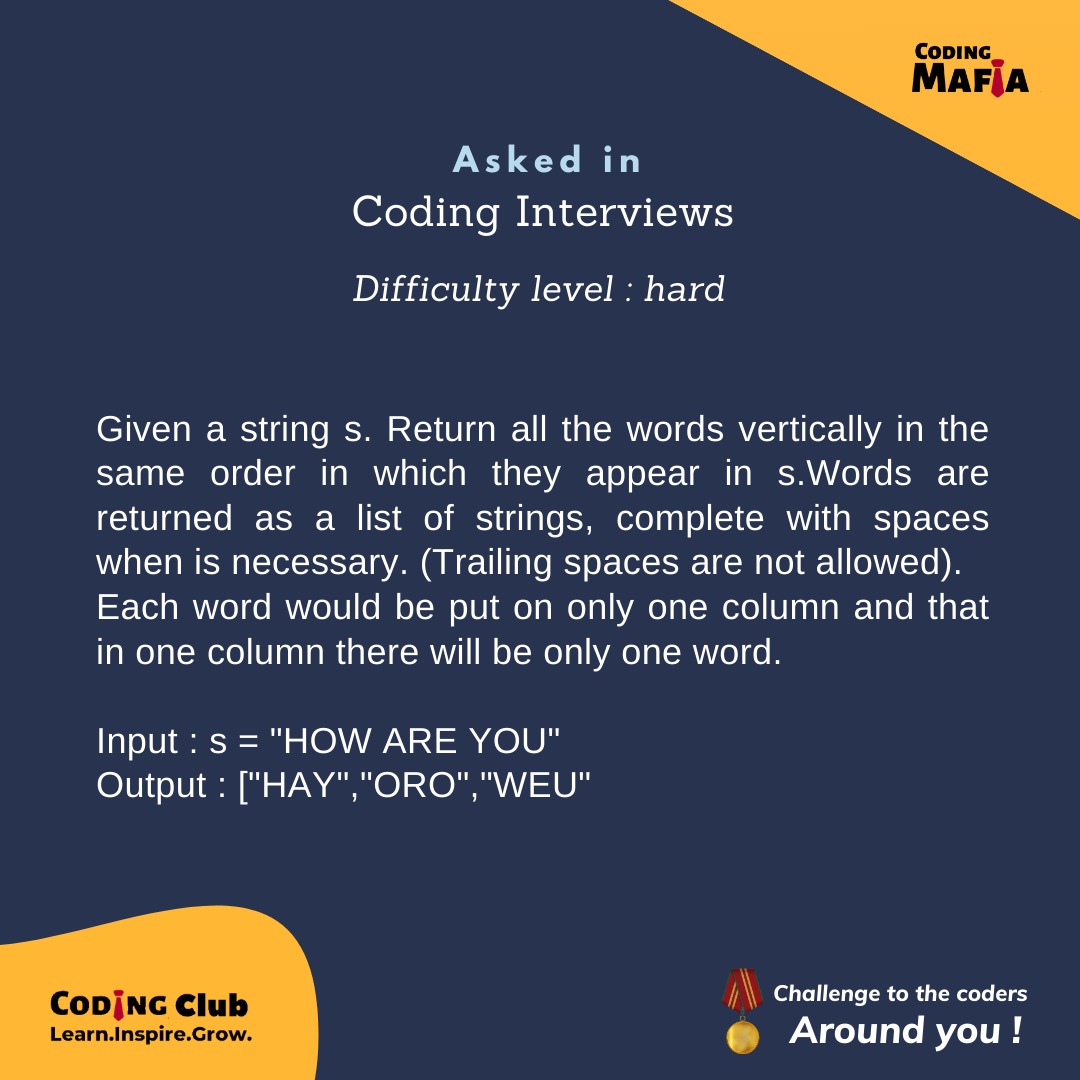 CODING
MAFIA
Asked in
Coding Interviews
Difficulty level : hard
Given a string s. Return all the words vertically in the
same order in which they appear in s.Words are
returned as a list of strings, complete with spaces
when is necessary. (Trailing spaces are not allowed).
Each word would be put on only one column and that
in one column there will be only one word.
Input : s = "HOW ARE YOU"
Output : ["HAY","ORO","WEU"
CODING Club
Learn.Inspire.Grow.
Challenge to the coders
Around you !